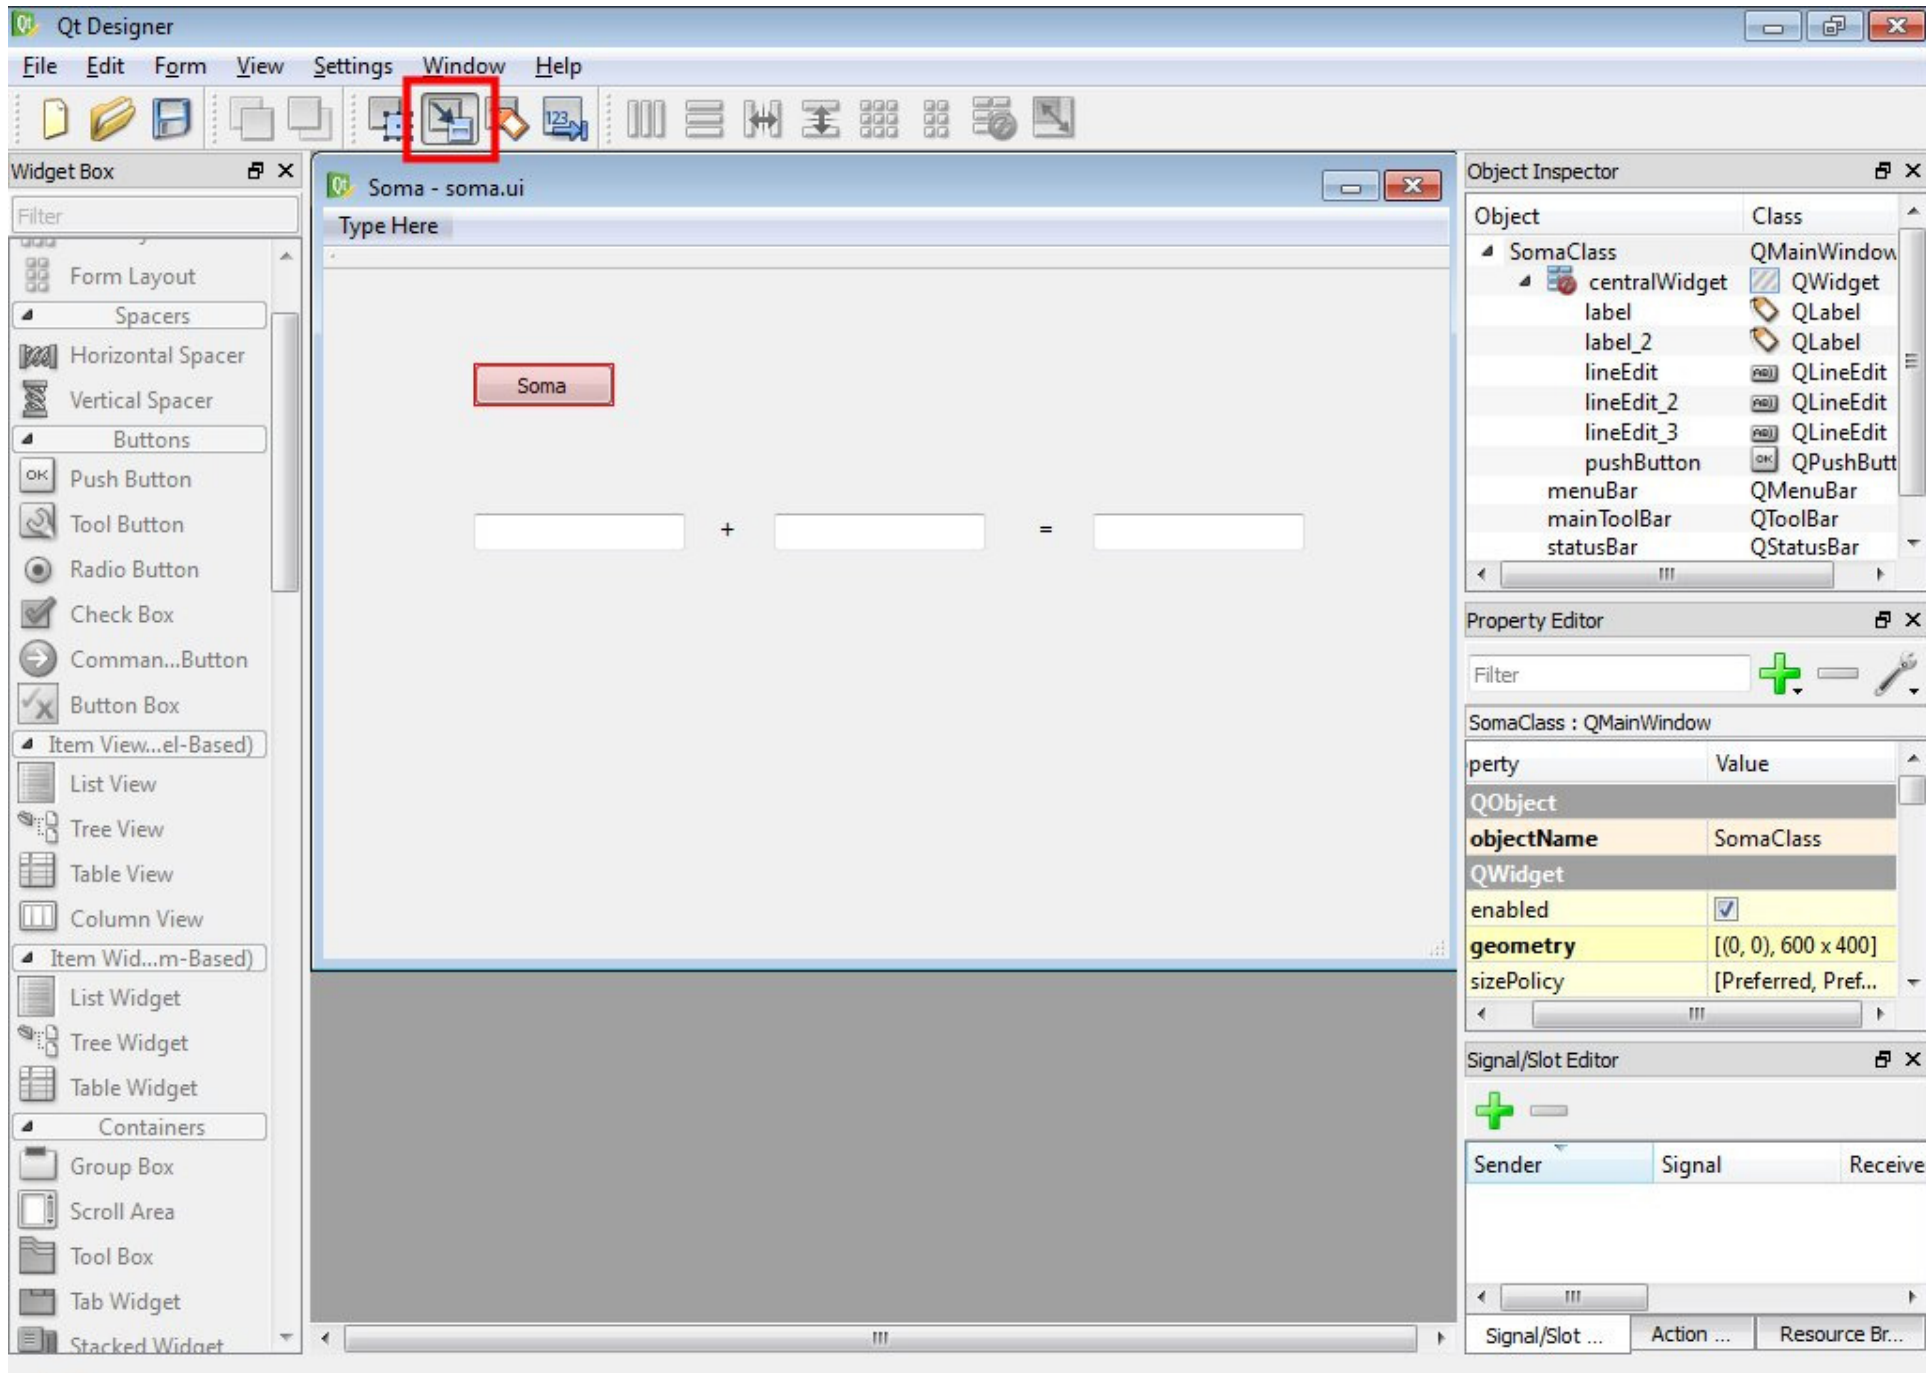 Qt Designer
File Edit Form View Settings Window Help
123
Widget Box
Filter
Form Layout
Spacers
Horizontal Spacer
Vertical Spacer
Buttons
OK Push Button
Tool Button
Radio Button
Check Box
Comman...Button
Button Box
Item View...el-Based)
List View
Tree View
Table View
Column View
Item Wid...m-Based)
List Widget
Tree Widget
Table Widget
Containers
Group Box
Scroll Area
Tool Box
Tab Widget
Stacked Widget
Qt Soma - soma.ui
Type Here
Soma
+ =
Object Inspector
Object Class
SomaClass QMainWindow
centralWidget QWidget
label QLabel
label_2 QLabel
lineEdit QLineEdit
lineEdit_2 QLineEdit
lineEdit_3 QLineEdit
pushButton QPushButt
menuBar QMenuBar
mainToolBar QToolBar
statusBar QStatusBar
Property Editor
Filter
SomaClass : QMainWindow
perty Value
QObject
objectName SomaClass
QWidget
enabled
geometry [(0, 0), 600 x 400]
sizePolicy [Preferred, Pref...
Signal/Slot Editor
Sender Signal Receive
Signal/Slot ... Action ... Resource Br...